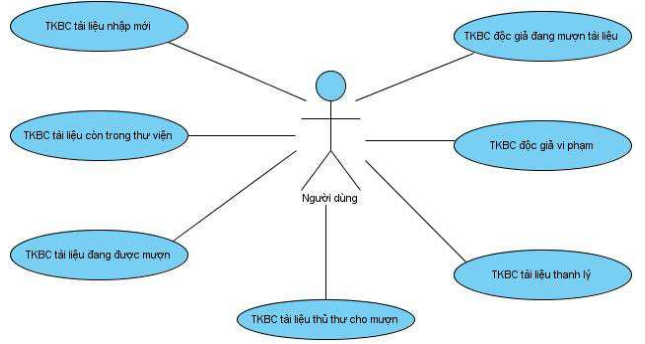 TKBC tài liệu nhập mới
TKBC độc giả đang mượn tài liệu
TKBC tài liệu còn trong thư viện
TKBC độc giả vi phạm
Người dùng
TKBC tài liệu đang được mượn
TKBC tài liệu thanh lý
TKBC tài liệu thủ thư cho mượn